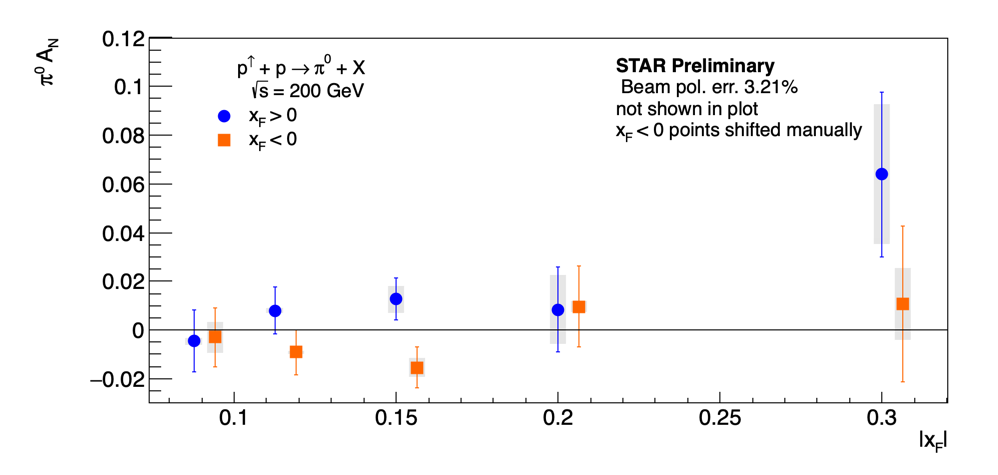 π⁰ A_N
0.12
0.1
0.08
0.06
0.04
0.02
0
−0.02
p↑ + p → π⁰ + X
√s = 200 GeV
x_F > 0
x_F < 0
STAR Preliminary
Beam pol. err. 3.21%
not shown in plot
x_F < 0 points shifted manually
0.1 0.15 0.2 0.25 0.3
|x_F|